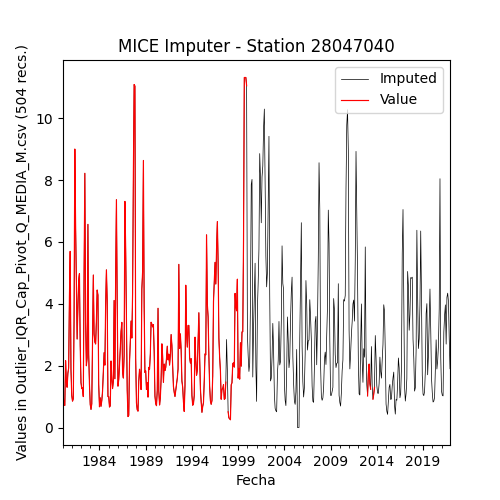 MICE Imputer - Station 28047040
Values in Outlier_IQR_Cap_Pivot_Q_MEDIA_M.csv (504 recs.)
Imputed
Value
10
8
6
4
2
0
1984 1989 1994 1999 2004 2009 2014 2019
Fecha